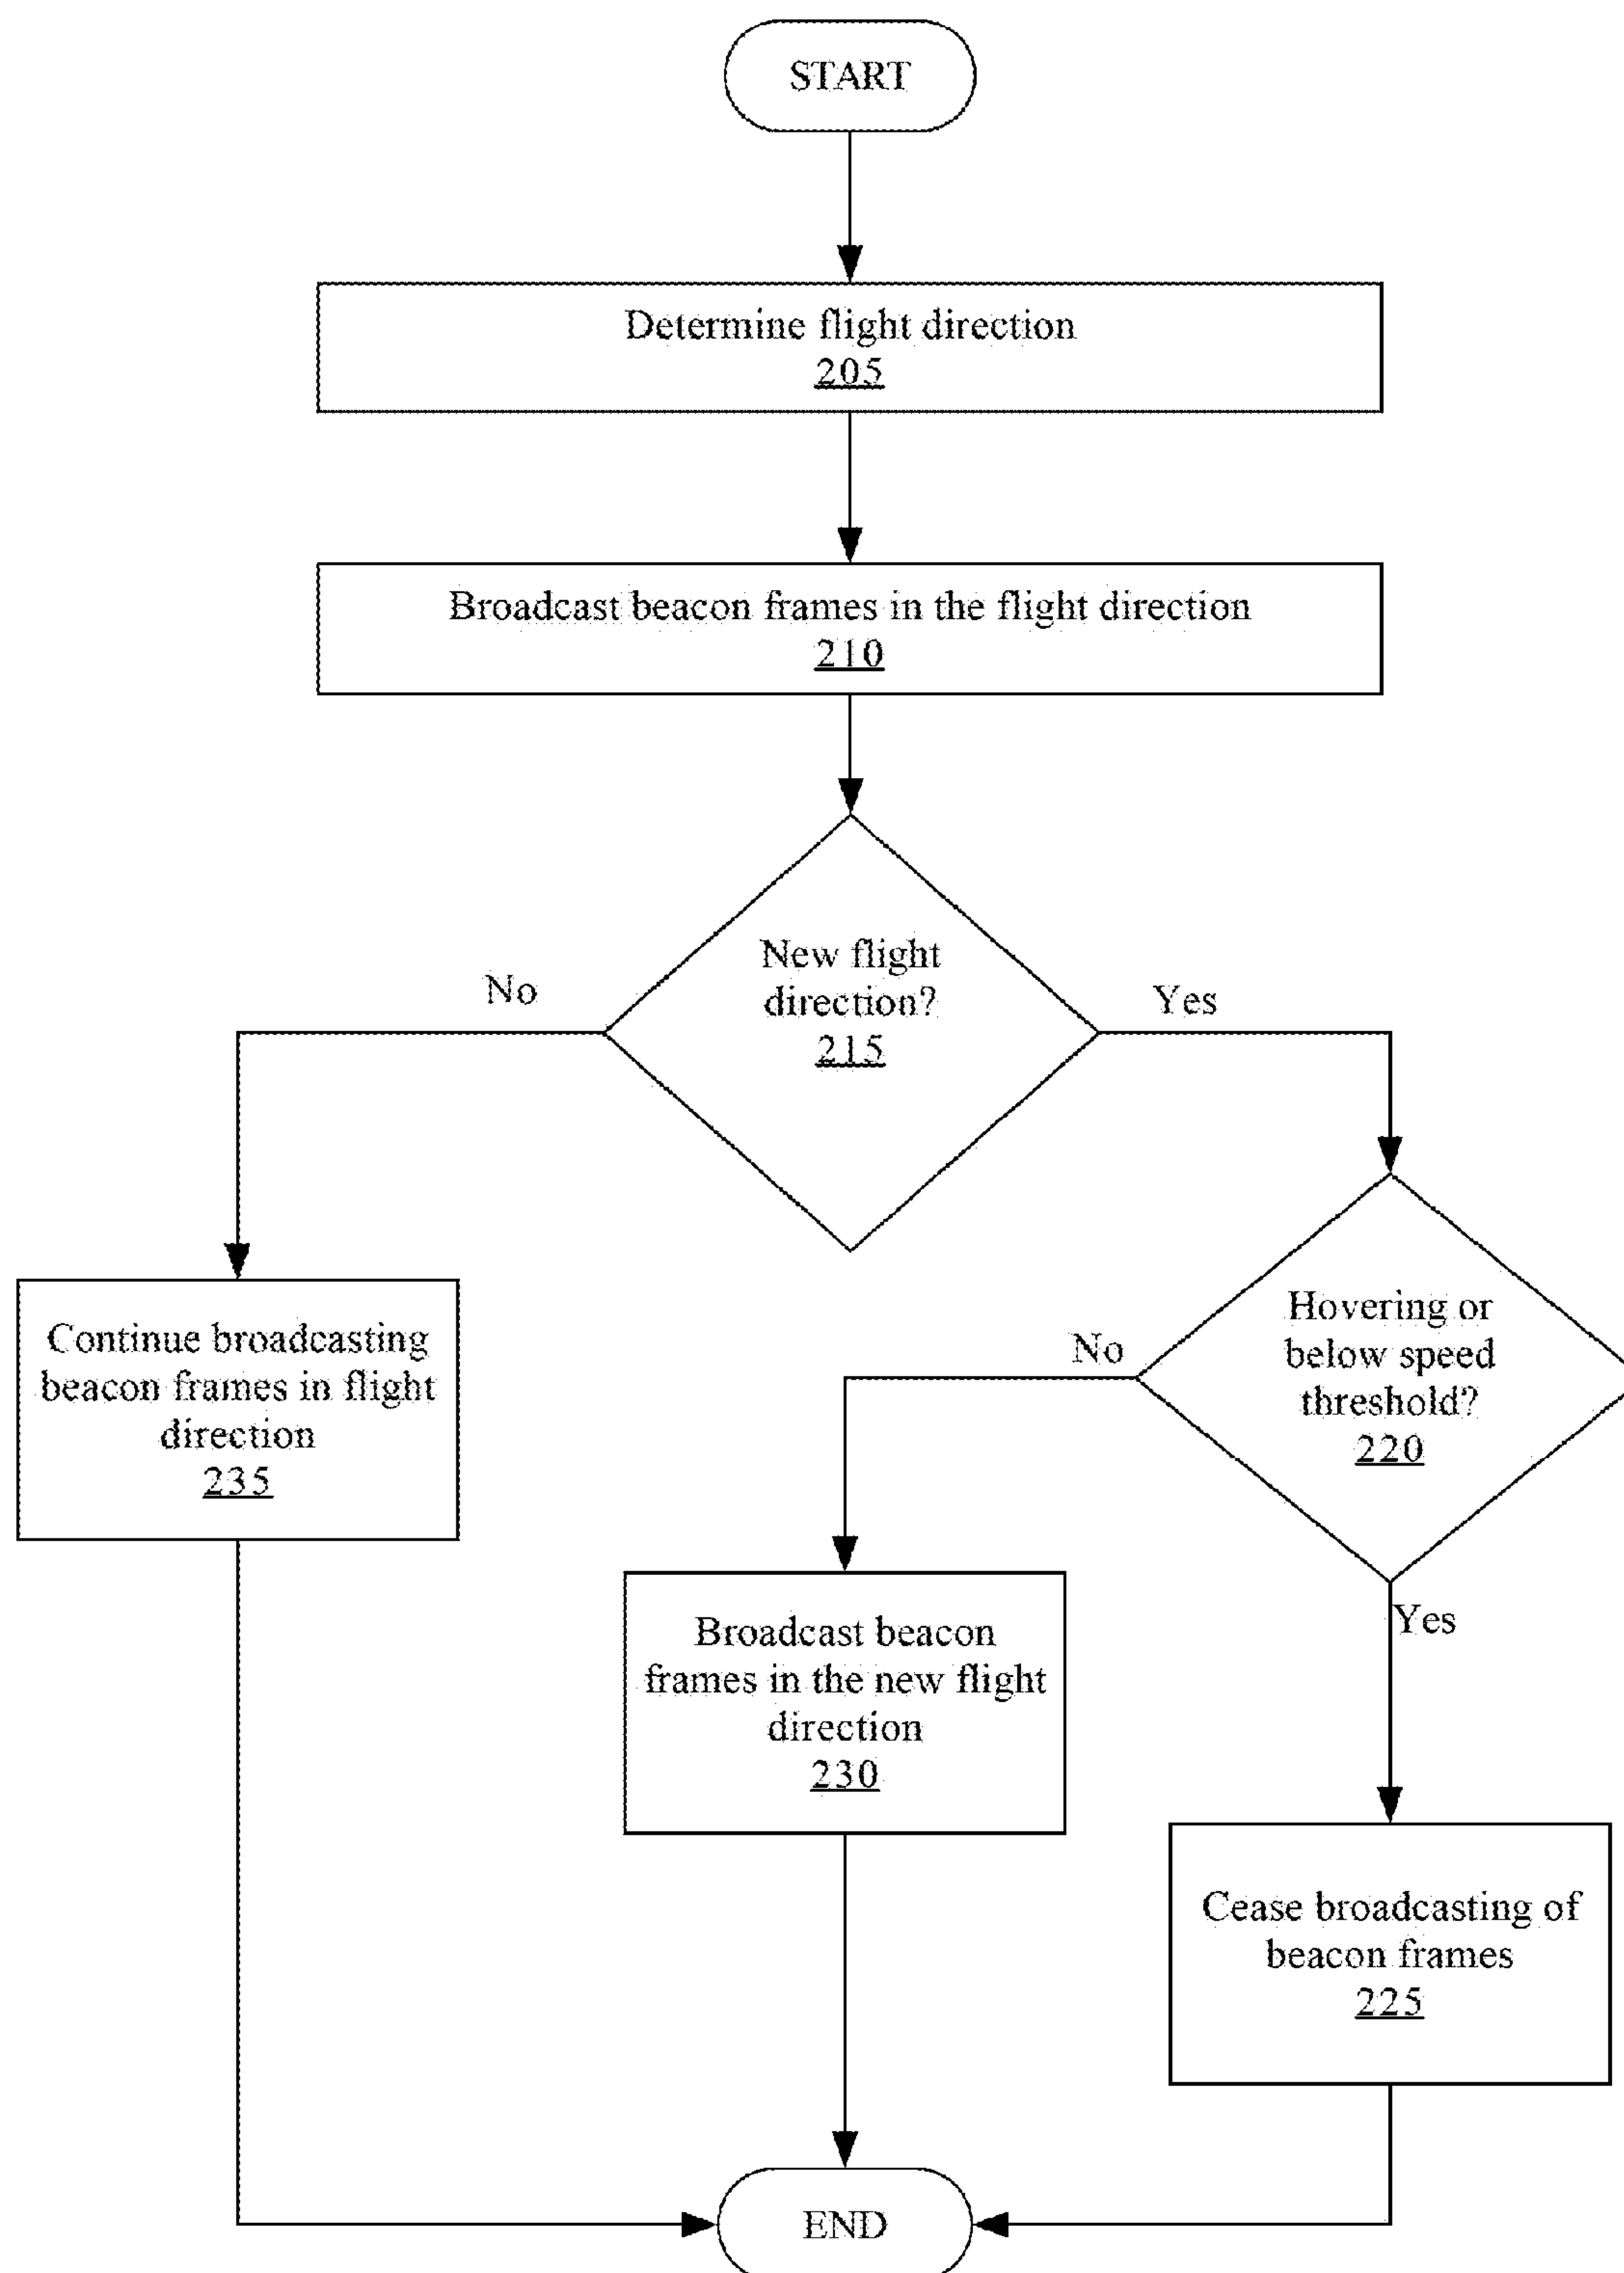 START
Determine flight direction
205
Broadcast beacon frames in the flight direction
210
New flight
direction?
215
No
Yes
Hovering or
below speed
threshold?
220
No
Yes
Continue broadcasting
beacon frames in flight
direction
235
Broadcast beacon
frames in the new flight
direction
230
Cease broadcasting of
beacon frames
225
END